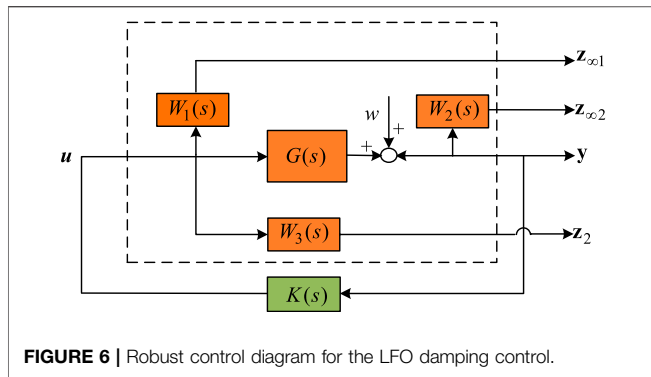 z∞1
W1(s)
w
+
W2(s)
z∞2
u
G(s)
+
y
W3(s)
z2
K(s)
FIGURE 6 | Robust control diagram for the LFO damping control.